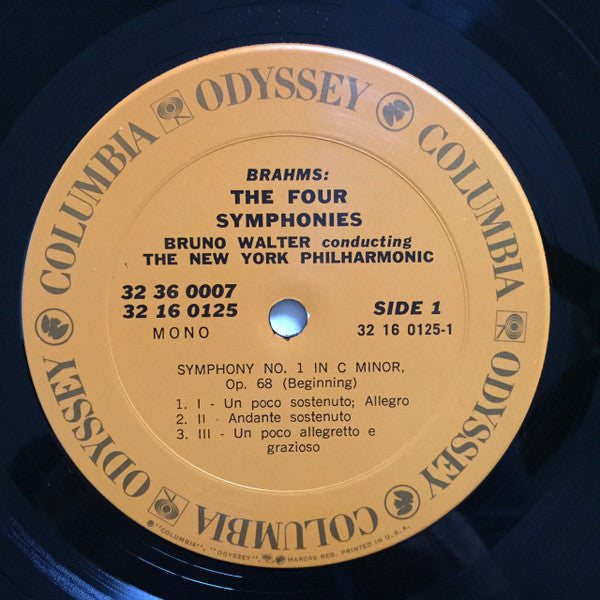 COLUMBIA ODYSSEY COLUMBIA ODYSSEY COLUMBIA ODYSSEY
BRAHMS:
THE FOUR
SYMPHONIES
BRUNO WALTER conducting
THE NEW YORK PHILHARMONIC
32 36 0007
32 16 0125
MONO
SIDE 1
32 16 0125-1
SYMPHONY NO. 1 IN C MINOR,
Op. 68 (Beginning)
1. I - Un poco sostenuto; Allegro
2. II - Andante sostenuto
3. III - Un poco allegretto e
grazioso
® "COLUMBIA", "ODYSSEY", MARCAS REG. PRINTED IN U.S.A.